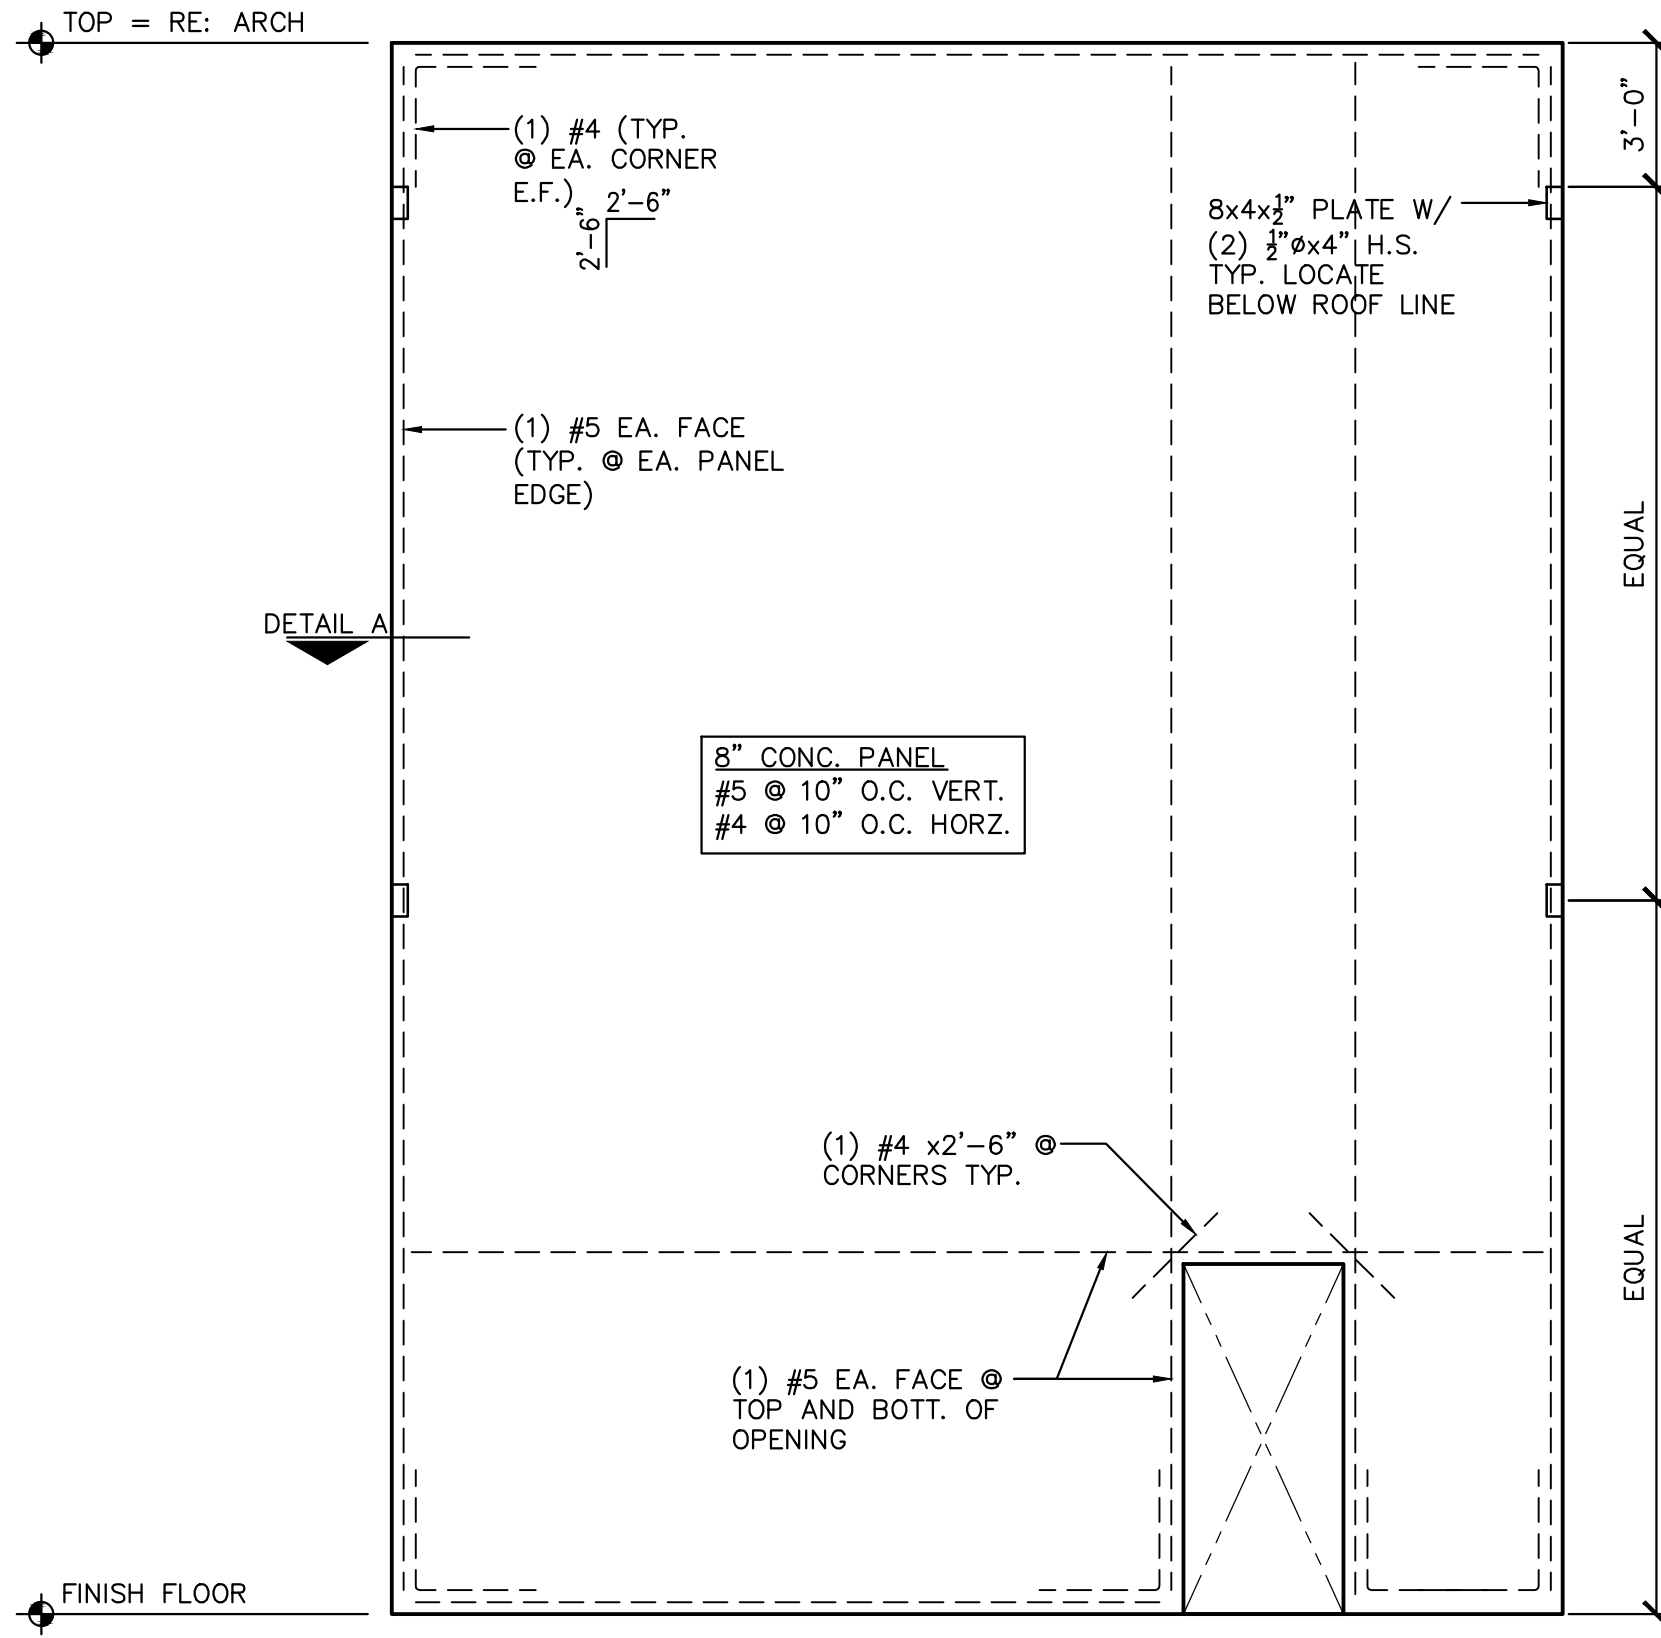 TOP = RE: ARCH
3'-0"
(1) #4 (TYP.
@ EA. CORNER
E.F.)
2'-6"
2'-6"
8x4x½" PLATE W/
(2) ½"øx4" H.S.
TYP. LOCATE
BELOW ROOF LINE
(1) #5 EA. FACE
(TYP. @ EA. PANEL
EDGE)
EQUAL
DETAIL A
8" CONC. PANEL
#5 @ 10" O.C. VERT.
#4 @ 10" O.C. HORZ.
(1) #4 x2'-6" @
CORNERS TYP.
EQUAL
(1) #5 EA. FACE @
TOP AND BOTT. OF
OPENING
FINISH FLOOR